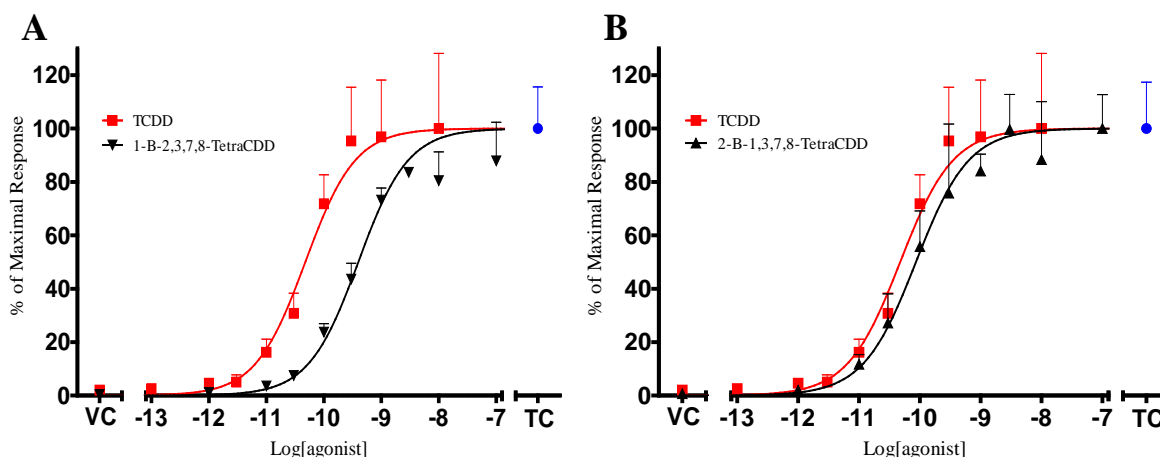 A
% of Maximal Response
120
100
80
60
40
20
0
TCDD
1-B-2,3,7,8-TetraCDD
VC -13 -12 -11 -10 -9 -8 -7 TC
Log[agonist]
B
% of Maximal Response
120
100
80
60
40
20
0
TCDD
2-B-1,3,7,8-TetraCDD
VC -13 -12 -11 -10 -9 -8 -7 TC
Log[agonist]